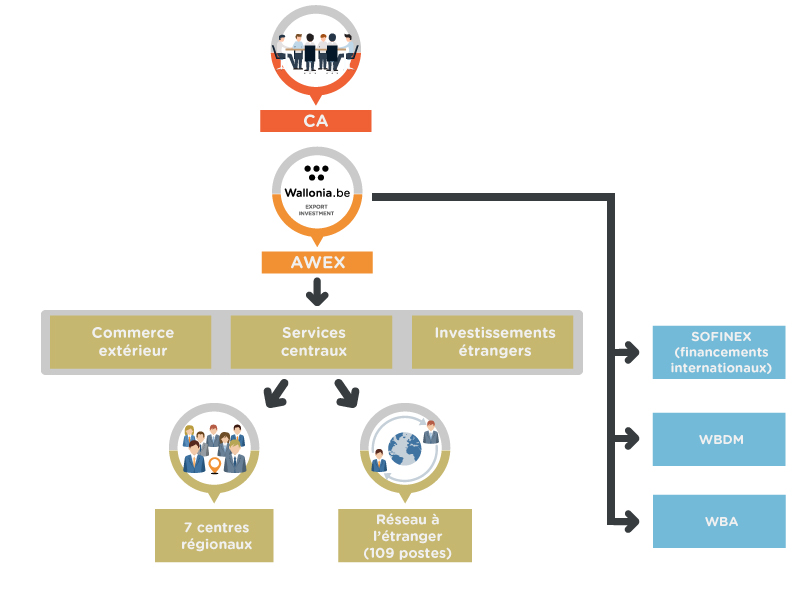 CA
Wallonia.be
EXPORT
INVESTMENT
AWEX
Commerce
extérieur
Services
centraux
Investissements
étrangers
SOFINEX
(financements
internationaux)
WBDM
WBA
7 centres
régionaux
Réseau à
l'étranger
(109 postes)